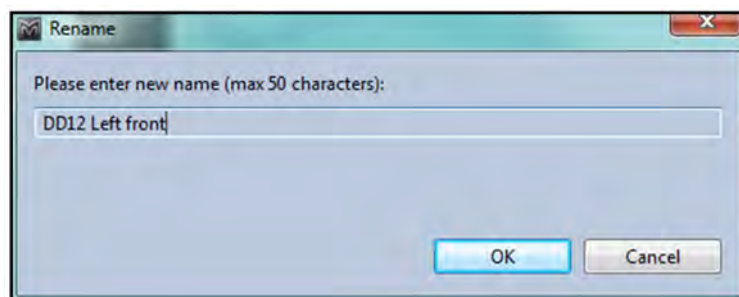 Rename
Please enter new name (max 50 characters):
DD12 Left front
OK
Cancel